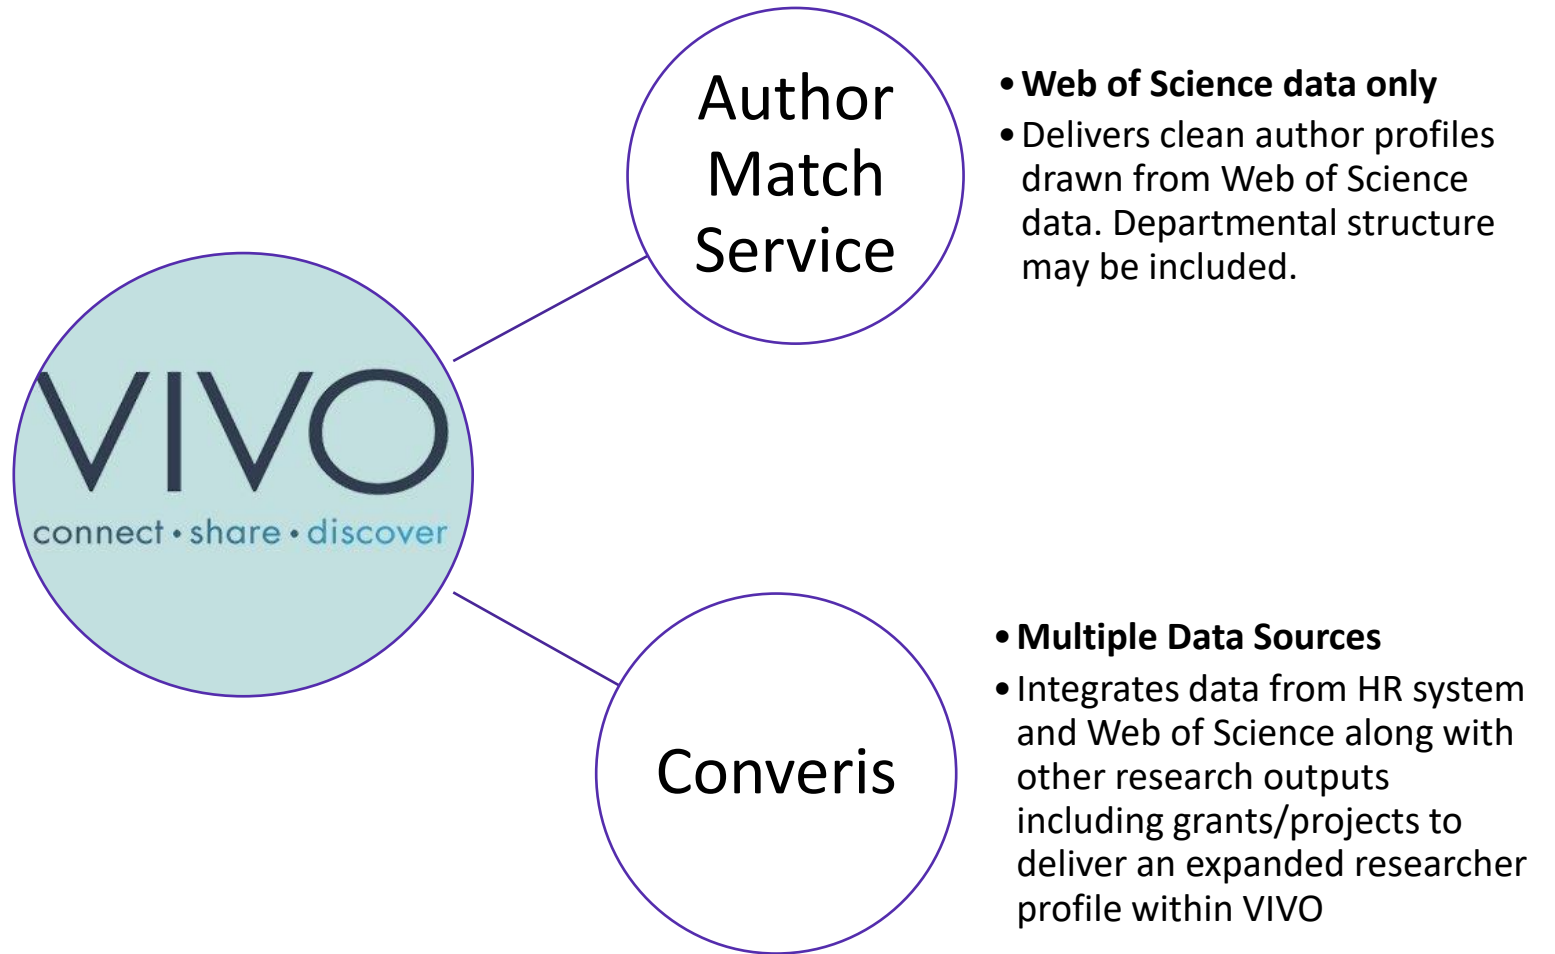 Author
Match
Service
• Web of Science data only
• Delivers clean author profiles
drawn from Web of Science
data. Departmental structure
may be included.
VIVO
connect • share • discover
Converis
• Multiple Data Sources
• Integrates data from HR system
and Web of Science along with
other research outputs
including grants/projects to
deliver an expanded researcher
profile within VIVO